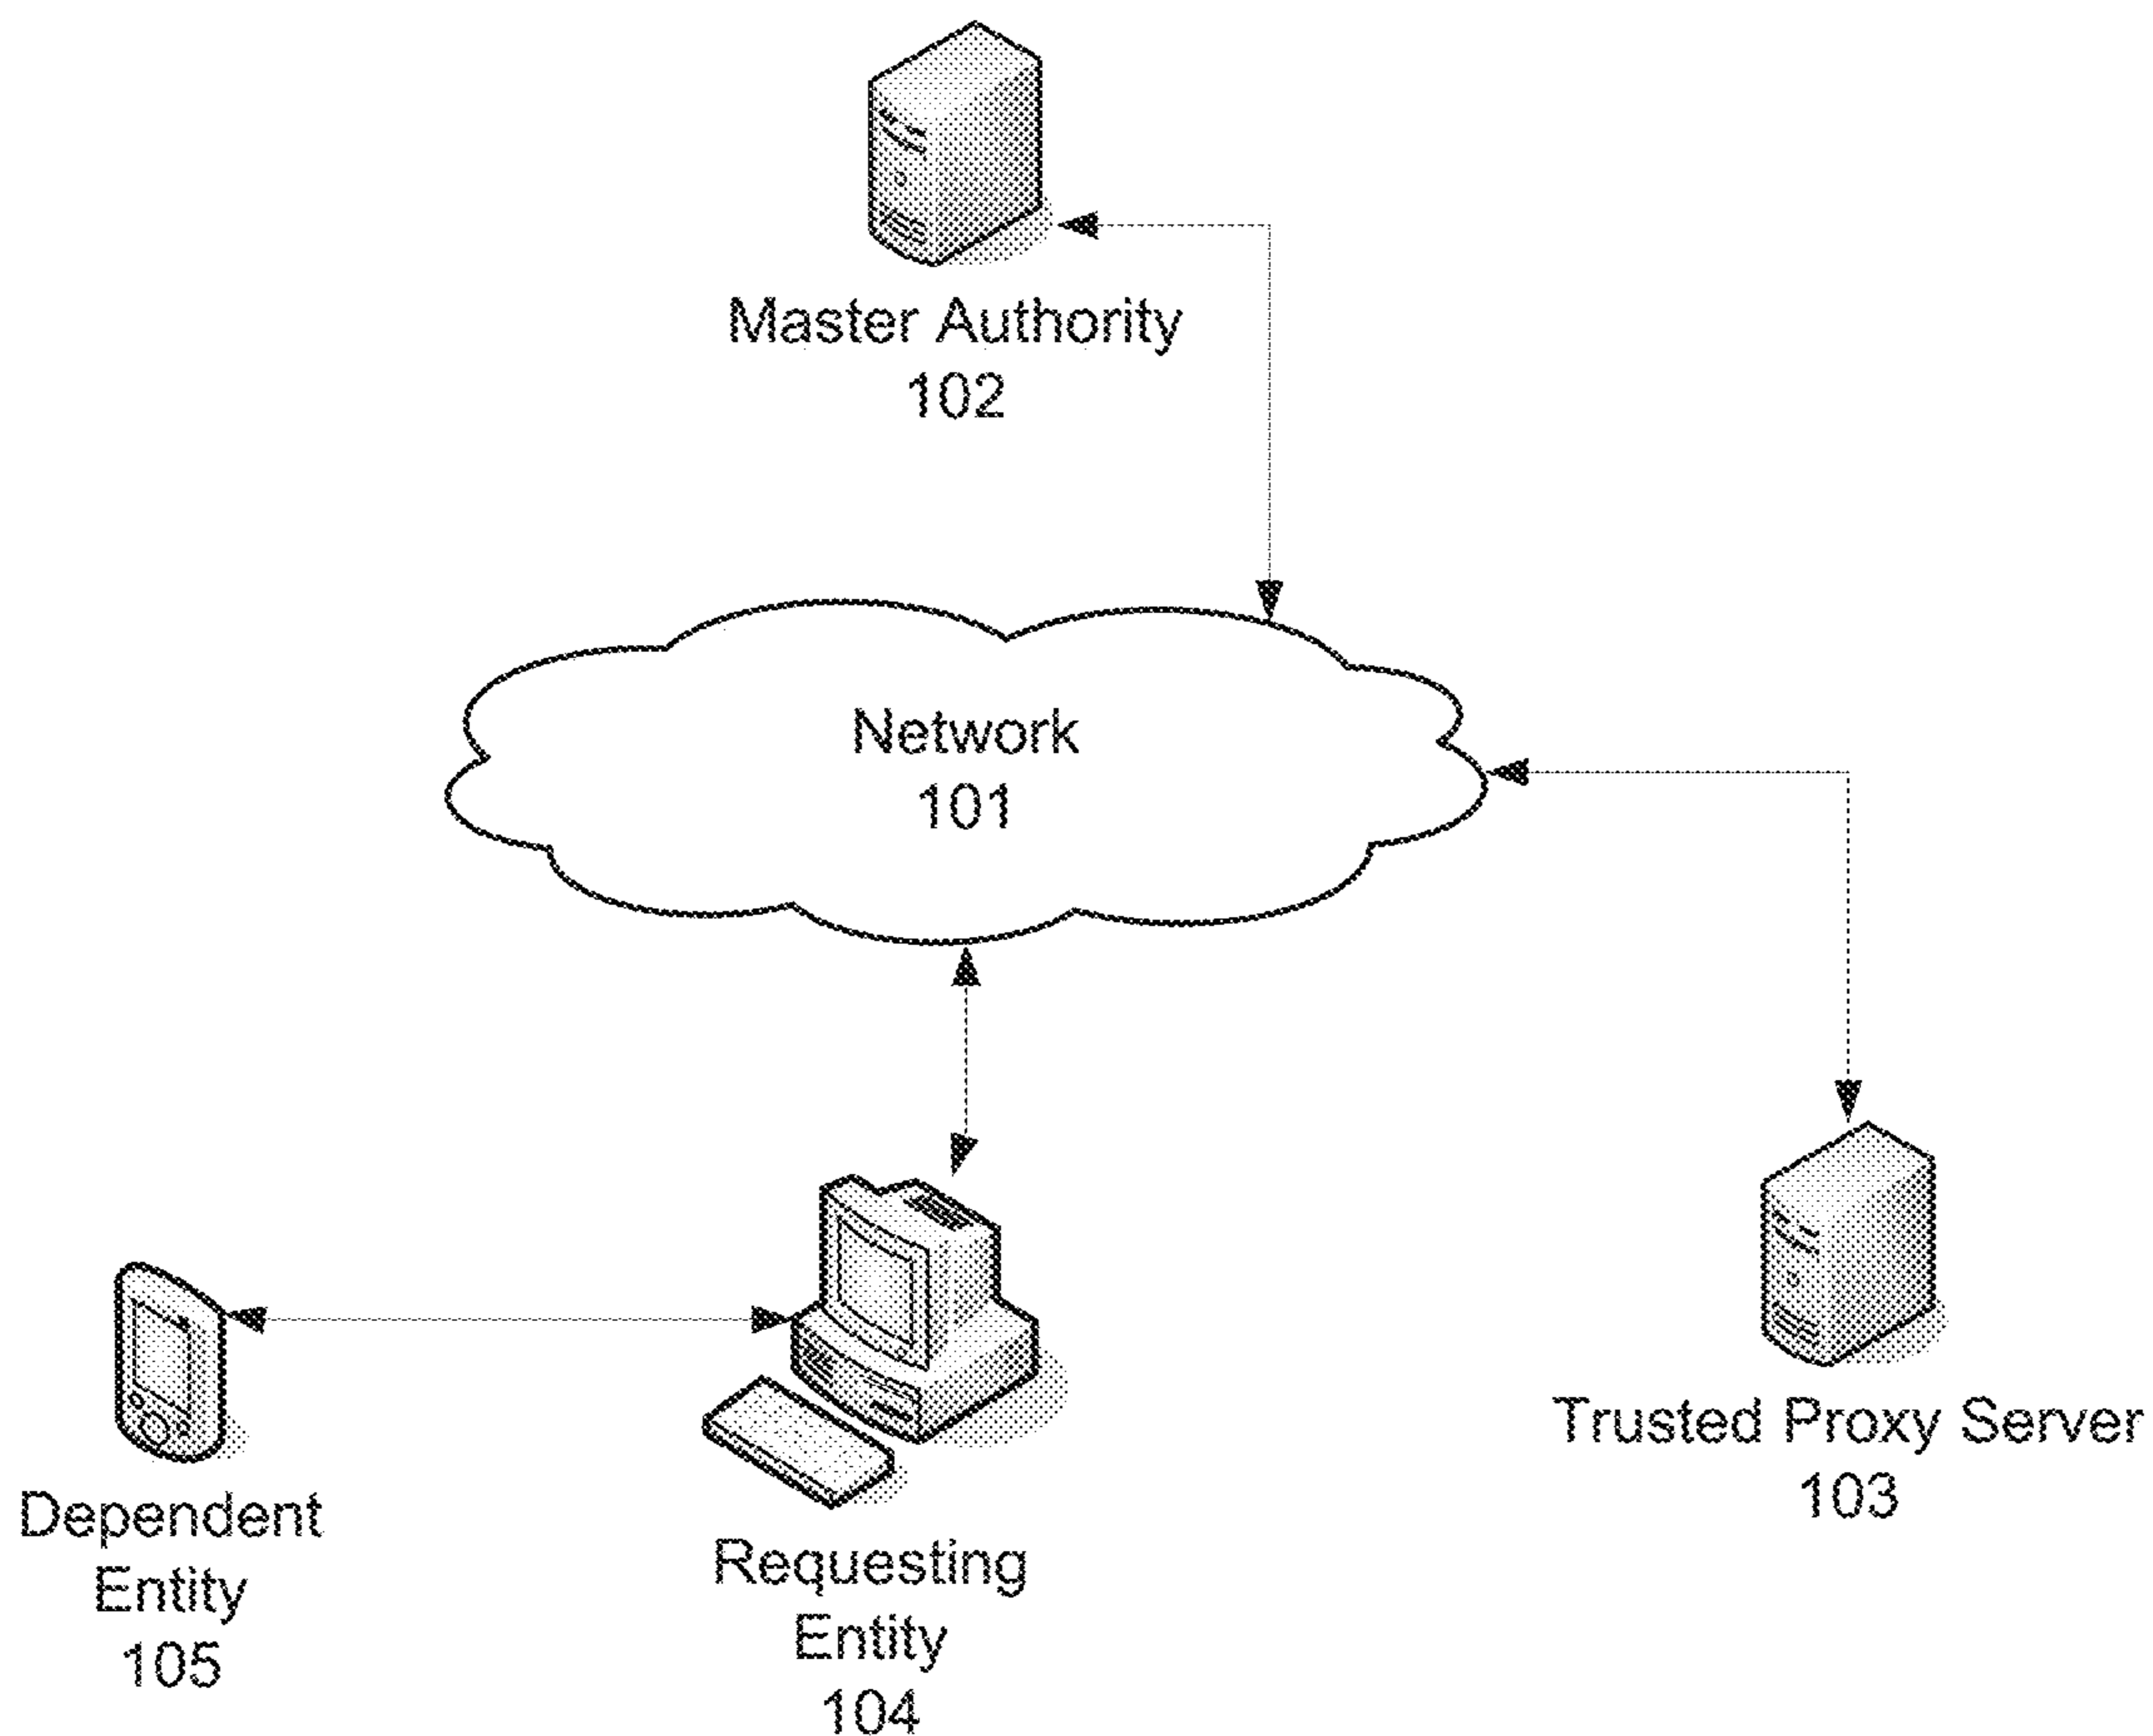 Master Authority
102
Network
101
Trusted Proxy Server
103
Dependent
Entity
105
Requesting
Entity
104